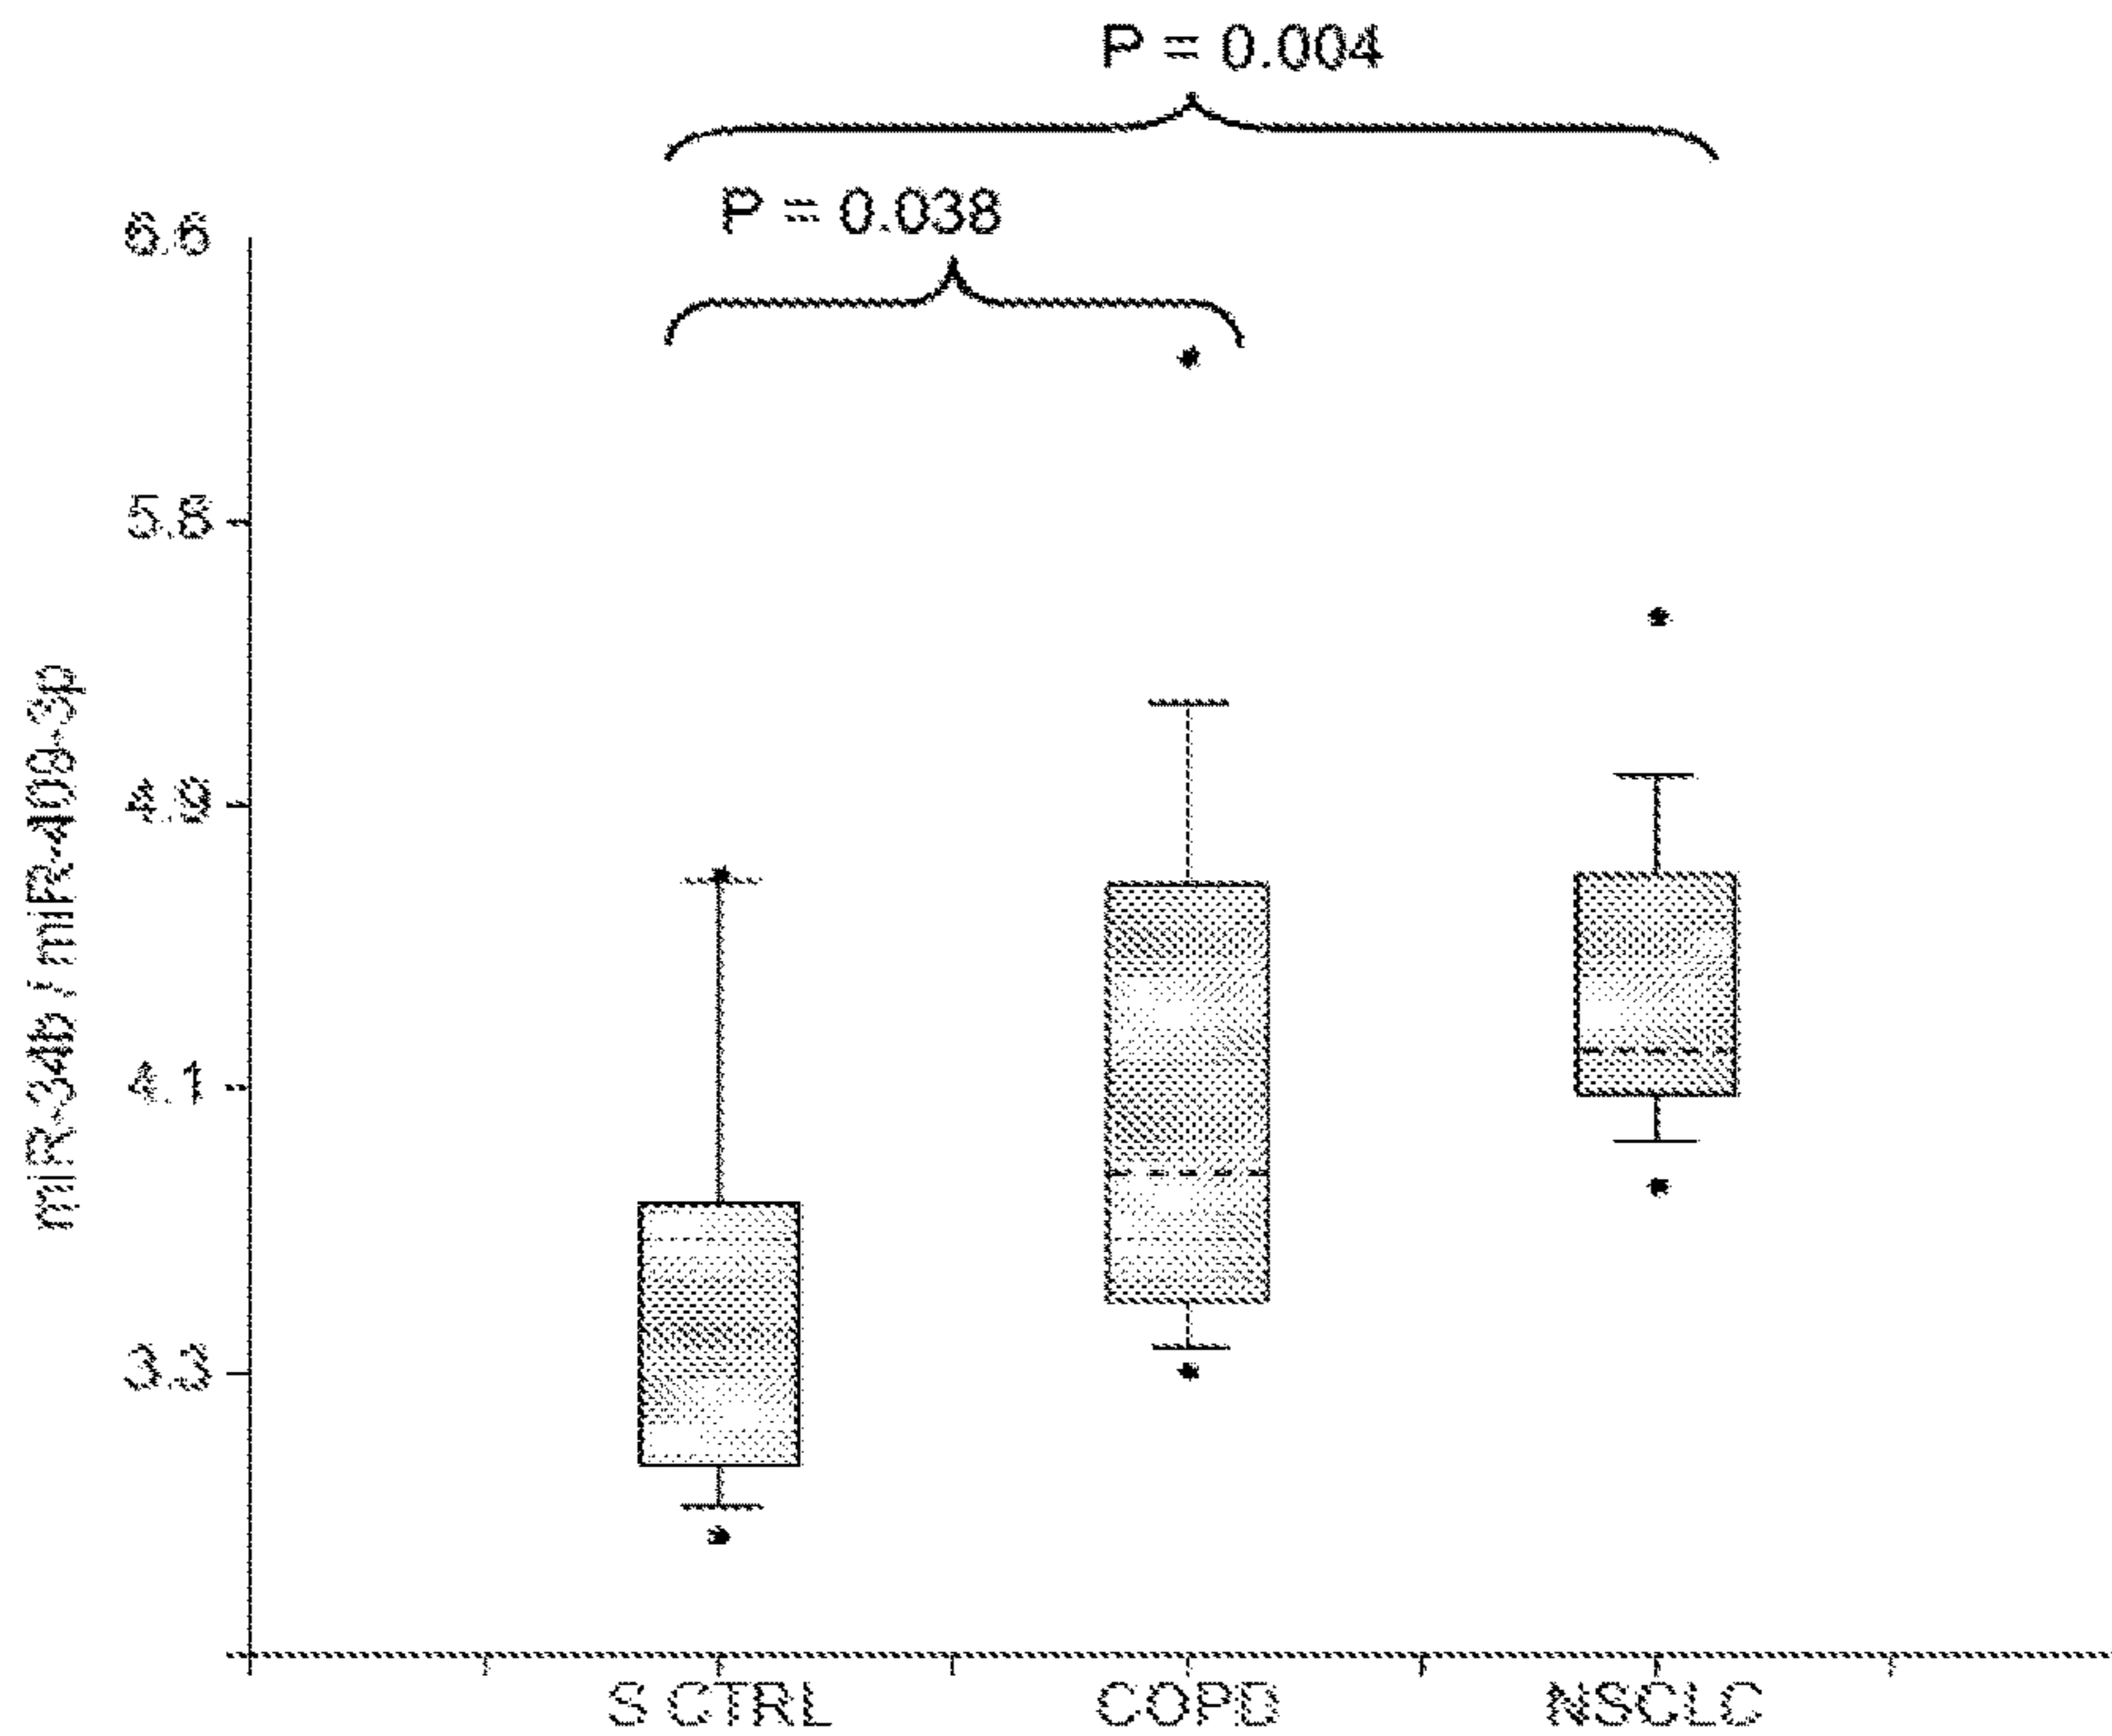 P = 0.004
P = 0.038
6.6
5.8
4.9
4.1
3.3
miR-34b / miR-409-3p
S CTRL
COPD
NSCLC